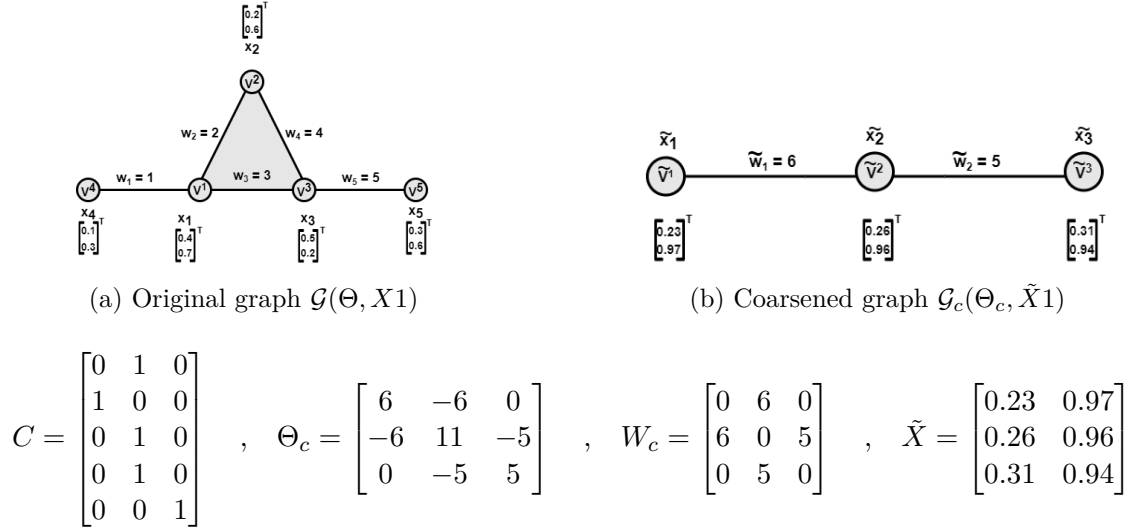 [0.2 0.6]ᵀ
x₂
V²
w₂ = 2
w₄ = 4
w₁ = 1
w₃ = 3
w₅ = 5
V⁴ V¹ V³ V⁵
x₄ x₁ x₃ x₅
[0.1 0.3]ᵀ [0.4 0.7]ᵀ [0.5 0.2]ᵀ [0.3 0.6]ᵀ
(a) Original graph 𝒢(Θ, X1)
x̃₁ x̃₂ x̃₃
w̃₁ = 6 w̃₂ = 5
Ṽ¹ Ṽ² Ṽ³
[0.23 0.97]ᵀ [0.26 0.96]ᵀ [0.31 0.94]ᵀ
(b) Coarsened graph 𝒢c(Θc, X̃1)
C = [0 1 0; 1 0 0; 0 1 0; 0 1 0; 0 0 1] , Θc = [6 −6 0; −6 11 −5; 0 −5 5] , Wc = [0 6 0; 6 0 5; 0 5 0] , X̃ = [0.23 0.97; 0.26 0.96; 0.31 0.94]